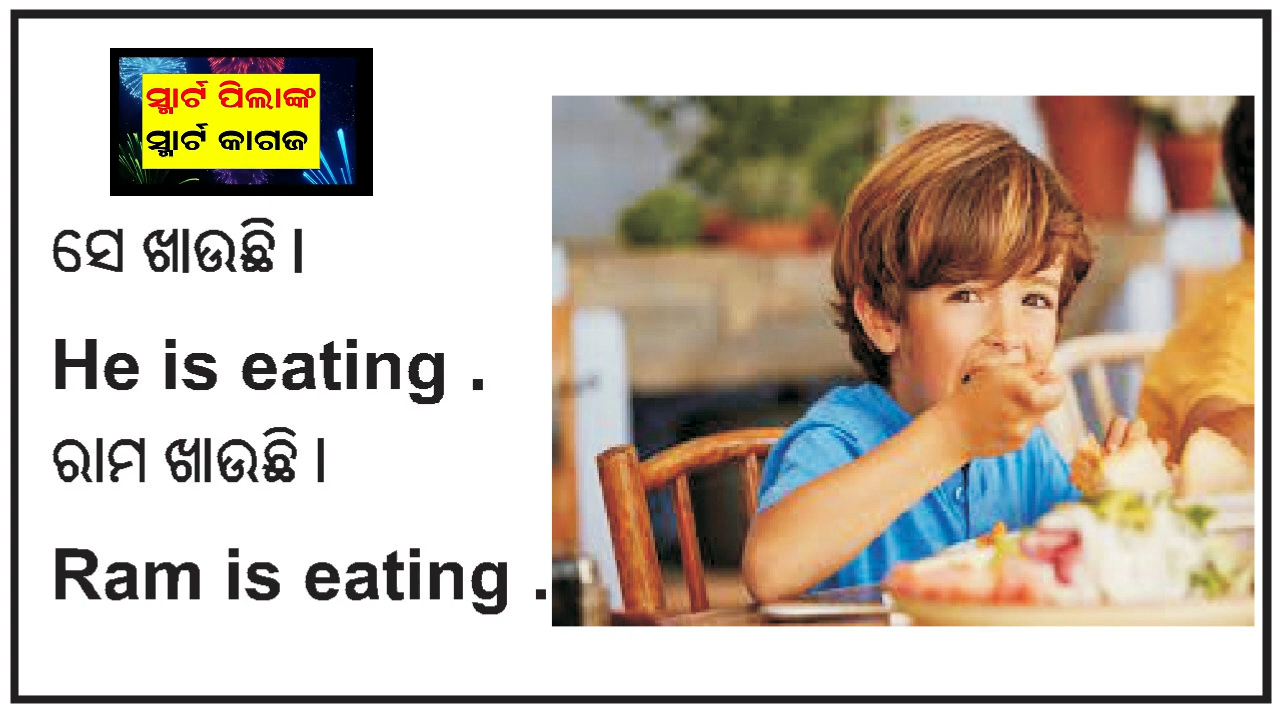 ସ୍ମାର୍ଟ ପିଲାଙ୍କ
ସ୍ମାର୍ଟ କାଗଜ
ସେ ଖାଉଛି ।
He is eating .
ରାମ ଖାଉଛି ।
Ram is eating .